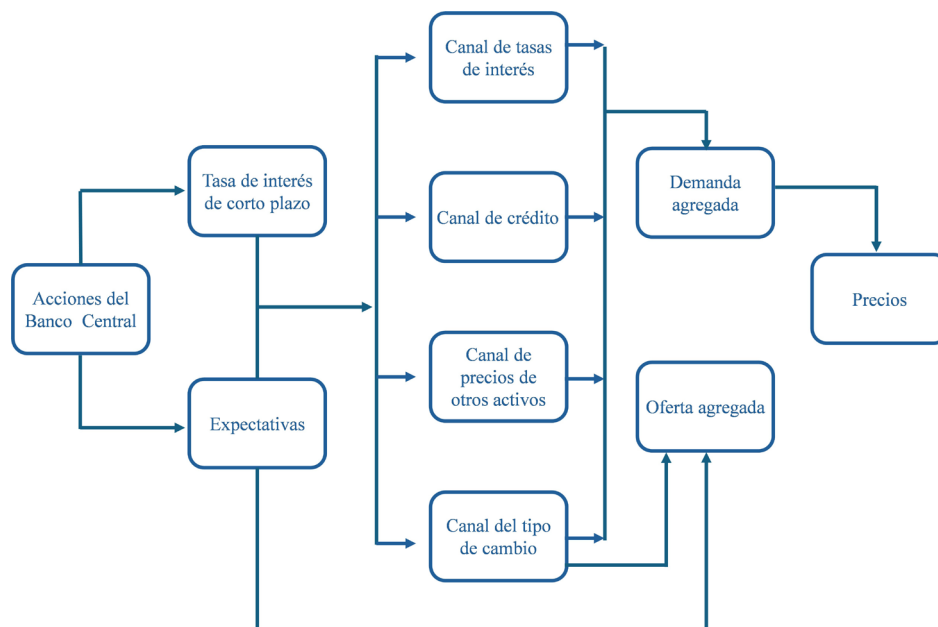 Canal de tasas
de interés
Tasa de interés
de corto plazo
Demanda
agregada
Canal de crédito
Acciones del
Banco Central
Precios
Canal de
precios de
otros activos
Oferta agregada
Expectativas
Canal del tipo
de cambio